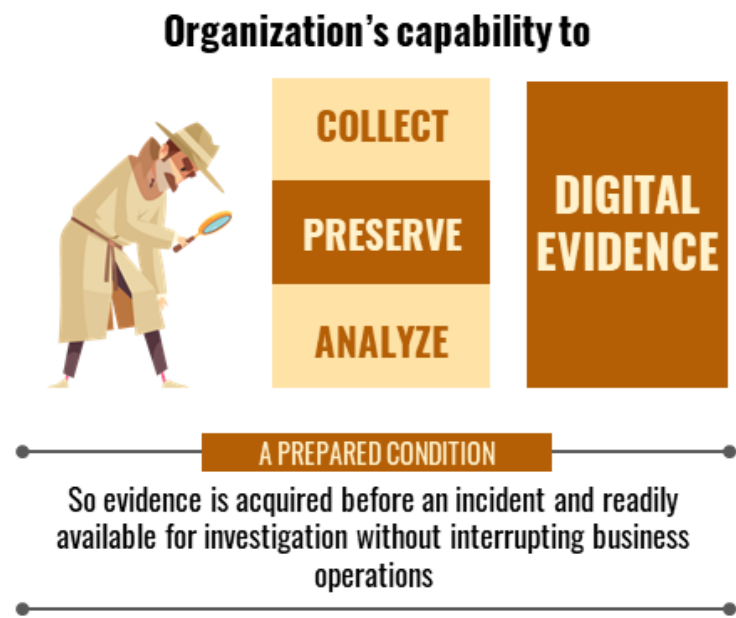 Organization's capability to
COLLECT
PRESERVE
ANALYZE
DIGITAL
EVIDENCE
A PREPARED CONDITION
So evidence is acquired before an incident and readily
available for investigation without interrupting business
operations